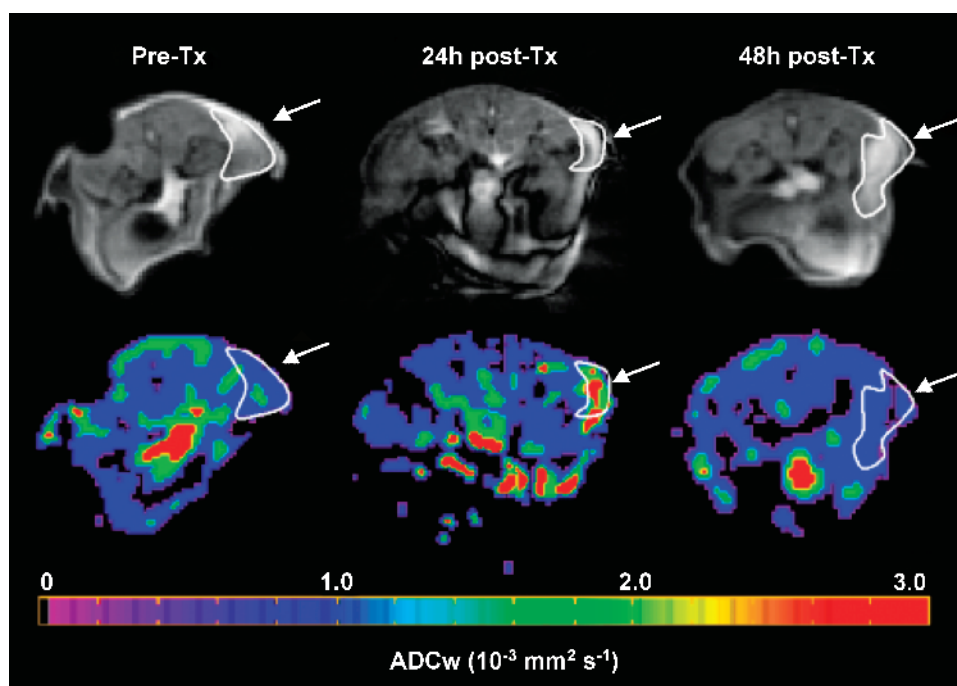 Pre-Tx 24h post-Tx 48h post-Tx
0 1.0 2.0 3.0
ADCw (10⁻³ mm² s⁻¹)